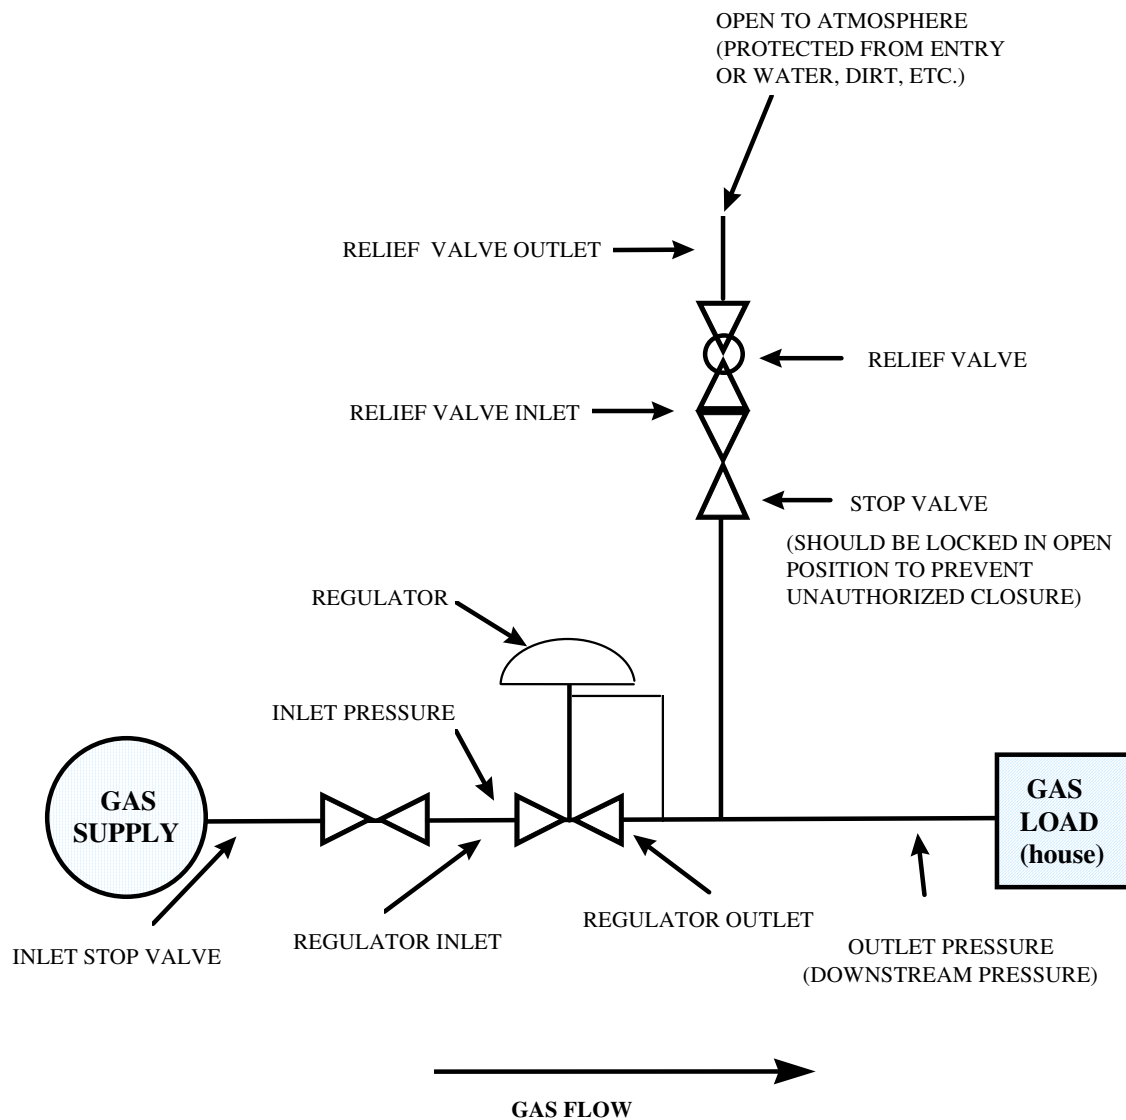 OPEN TO ATMOSPHERE
(PROTECTED FROM ENTRY
OR WATER, DIRT, ETC.)
RELIEF VALVE OUTLET
RELIEF VALVE
RELIEF VALVE INLET
STOP VALVE
(SHOULD BE LOCKED IN OPEN
POSITION TO PREVENT
UNAUTHORIZED CLOSURE)
REGULATOR
INLET PRESSURE
GAS
SUPPLY
GAS
LOAD
(house)
INLET STOP VALVE
REGULATOR INLET
REGULATOR OUTLET
OUTLET PRESSURE
(DOWNSTREAM PRESSURE)
GAS FLOW